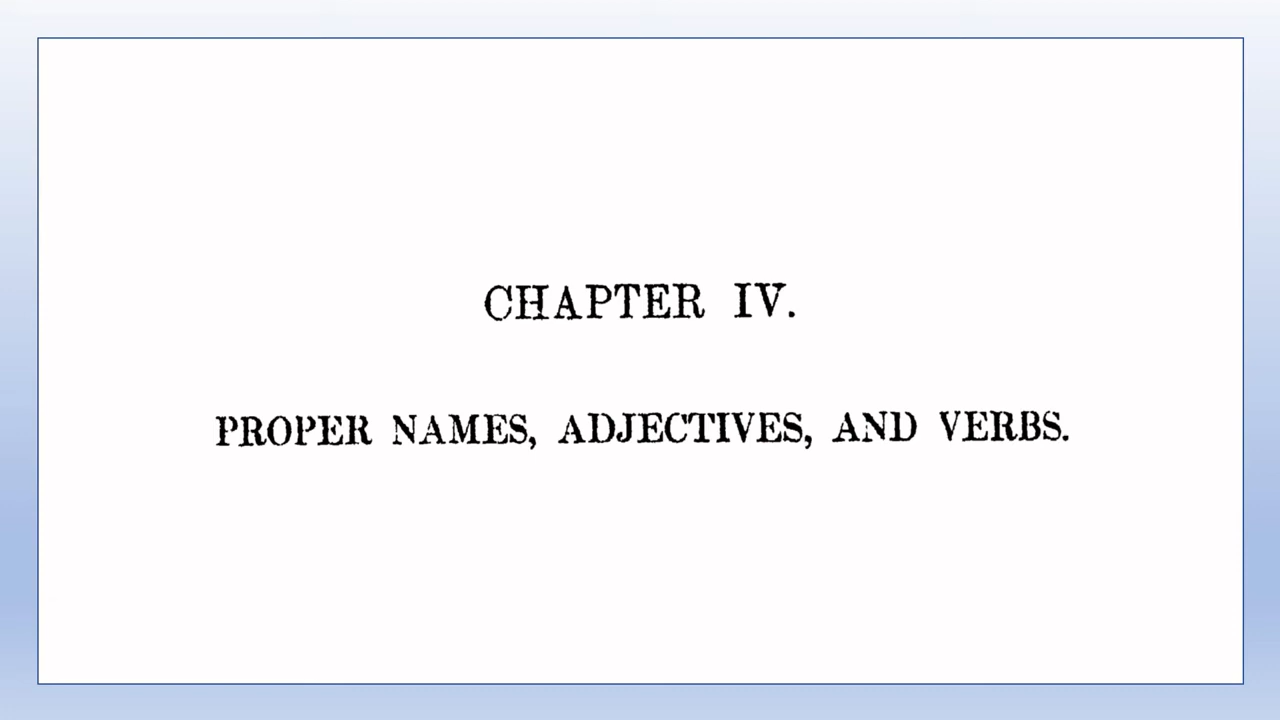 CHAPTER IV.
PROPER NAMES, ADJECTIVES, AND VERBS.